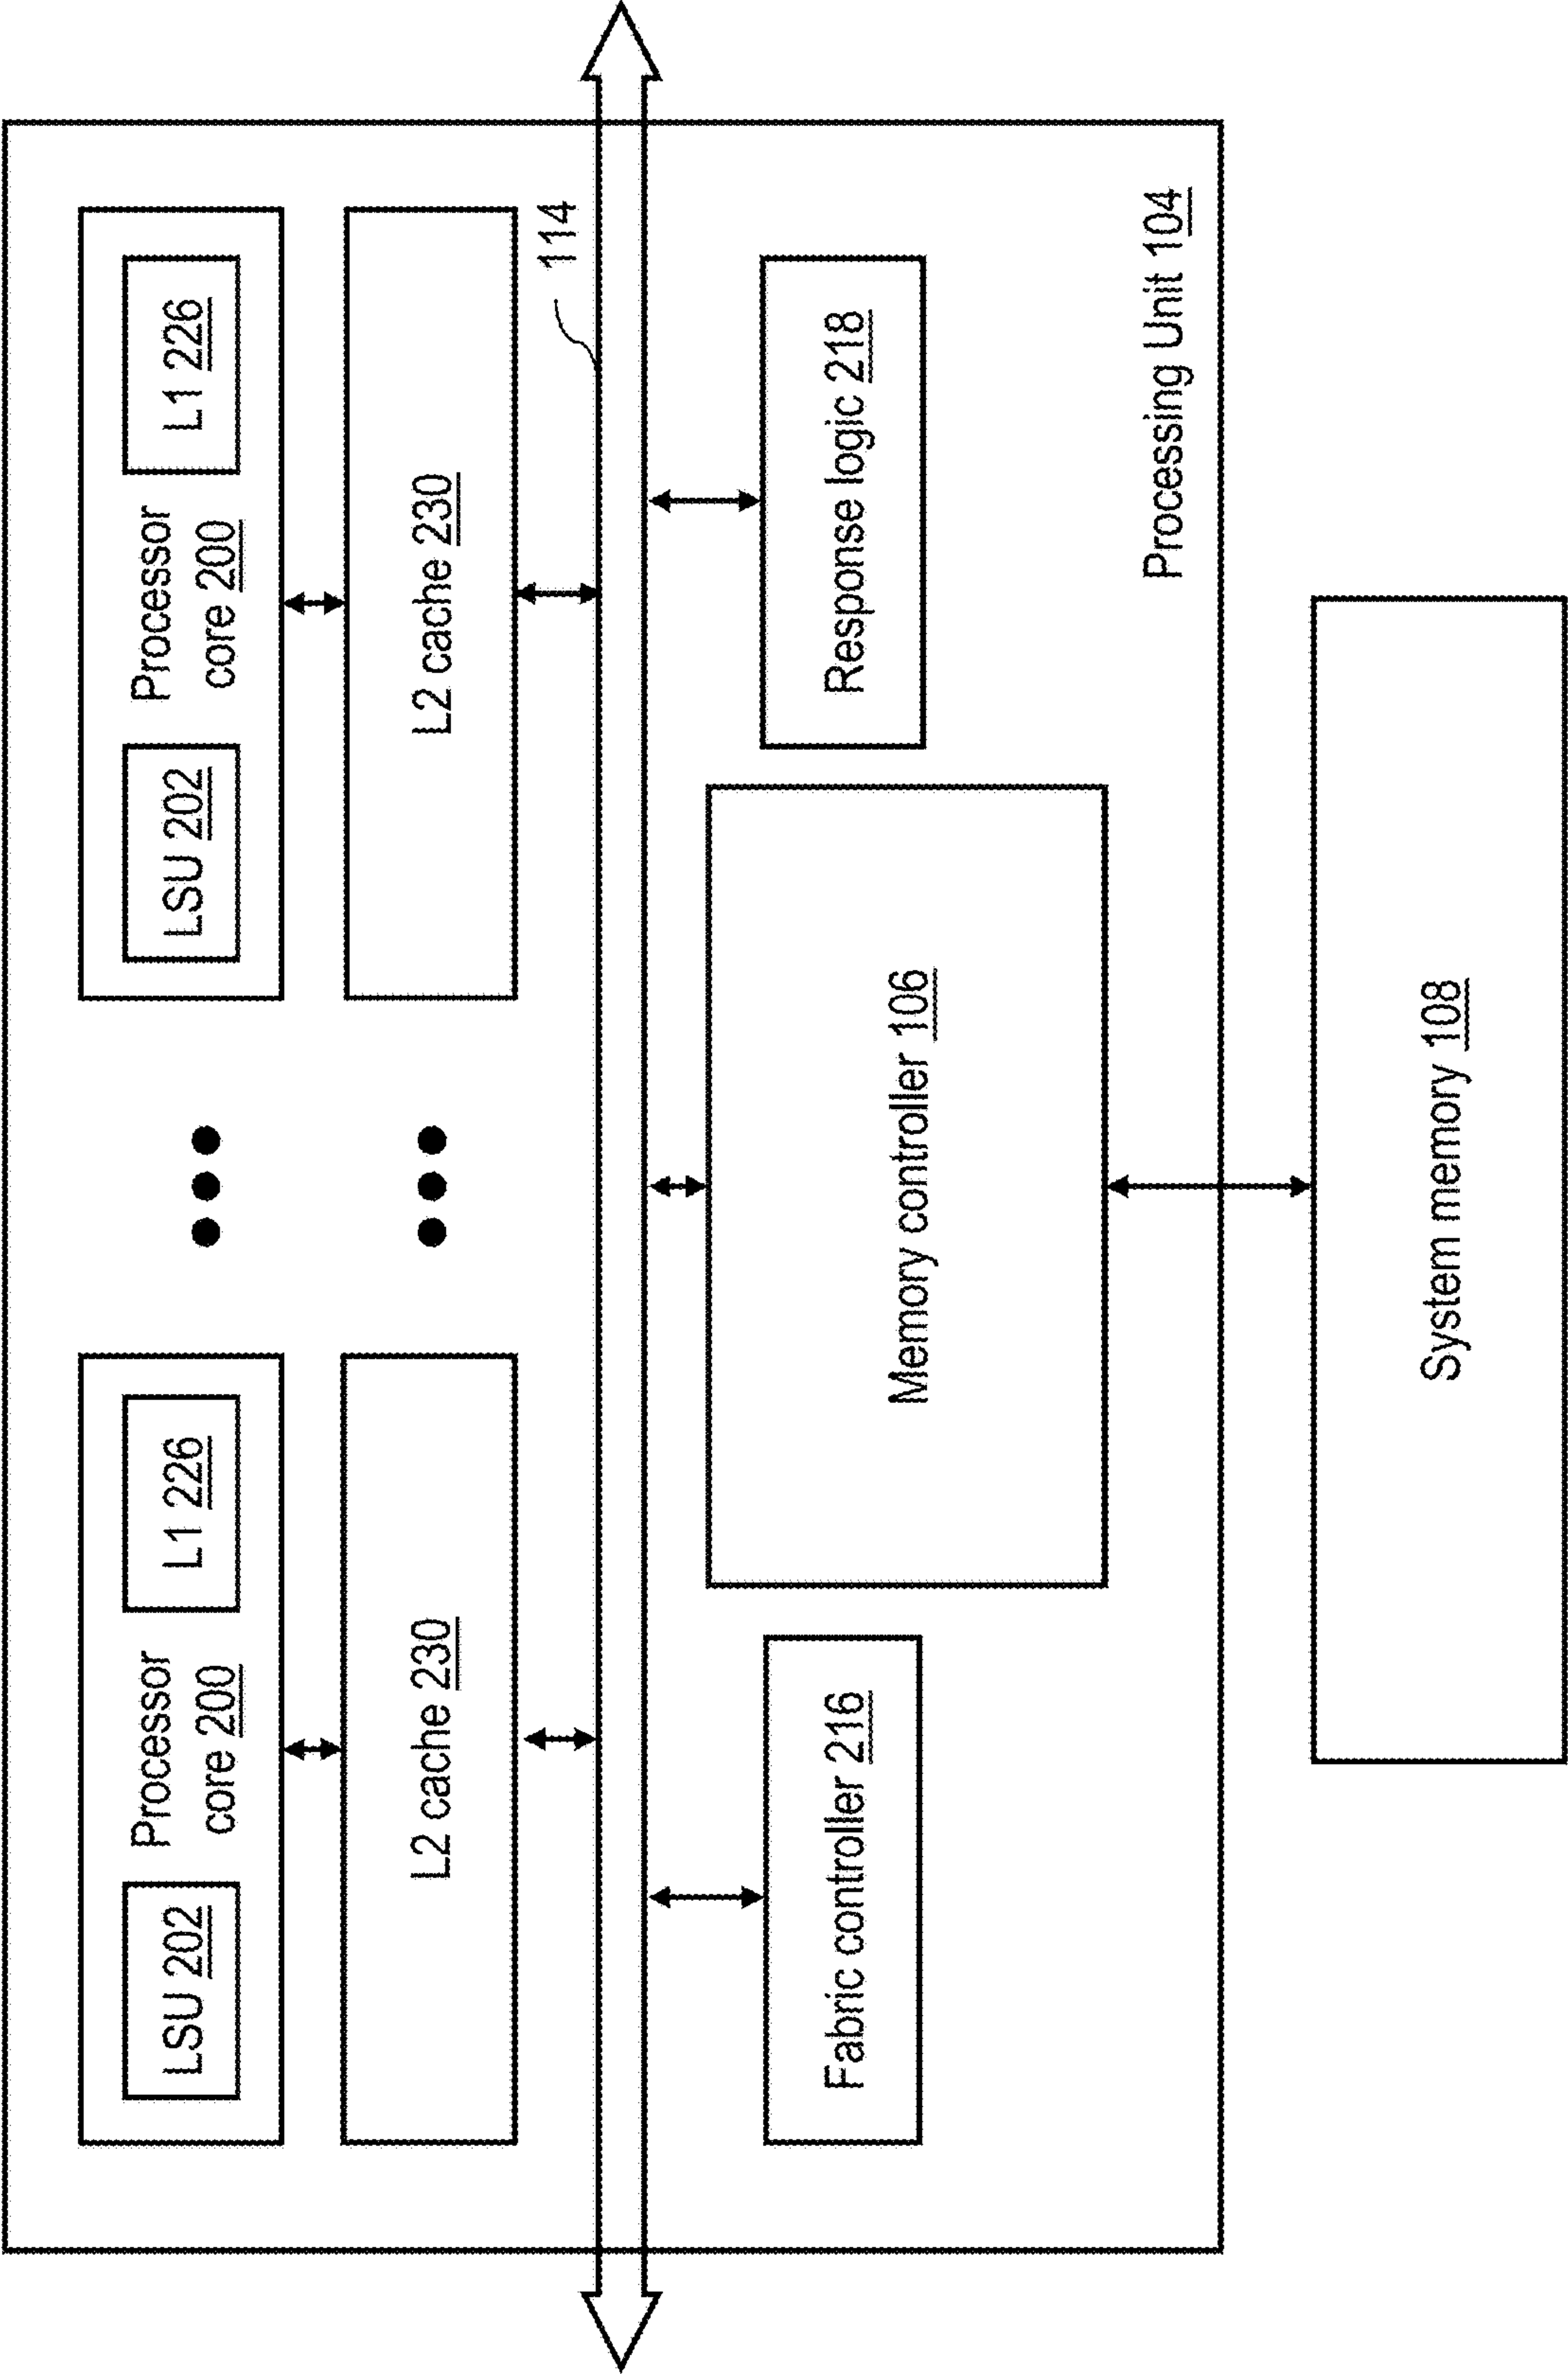 LSU 202
Processor
core 200
L1 226
LSU 202
Processor
core 200
L1 226
L2 cache 230
L2 cache 230
114
Fabric controller 216
Memory controller 106
Response logic 218
Processing Unit 104
System memory 108